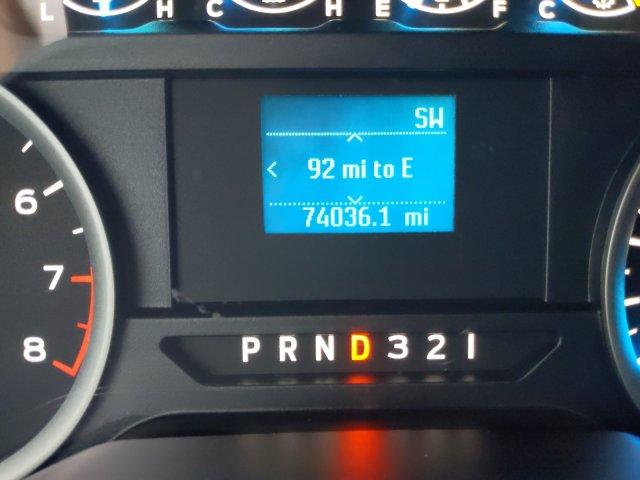 L H C H E F C
SW
92 mi to E
74036.1 mi
6
7
8
P R N D 3 2 1